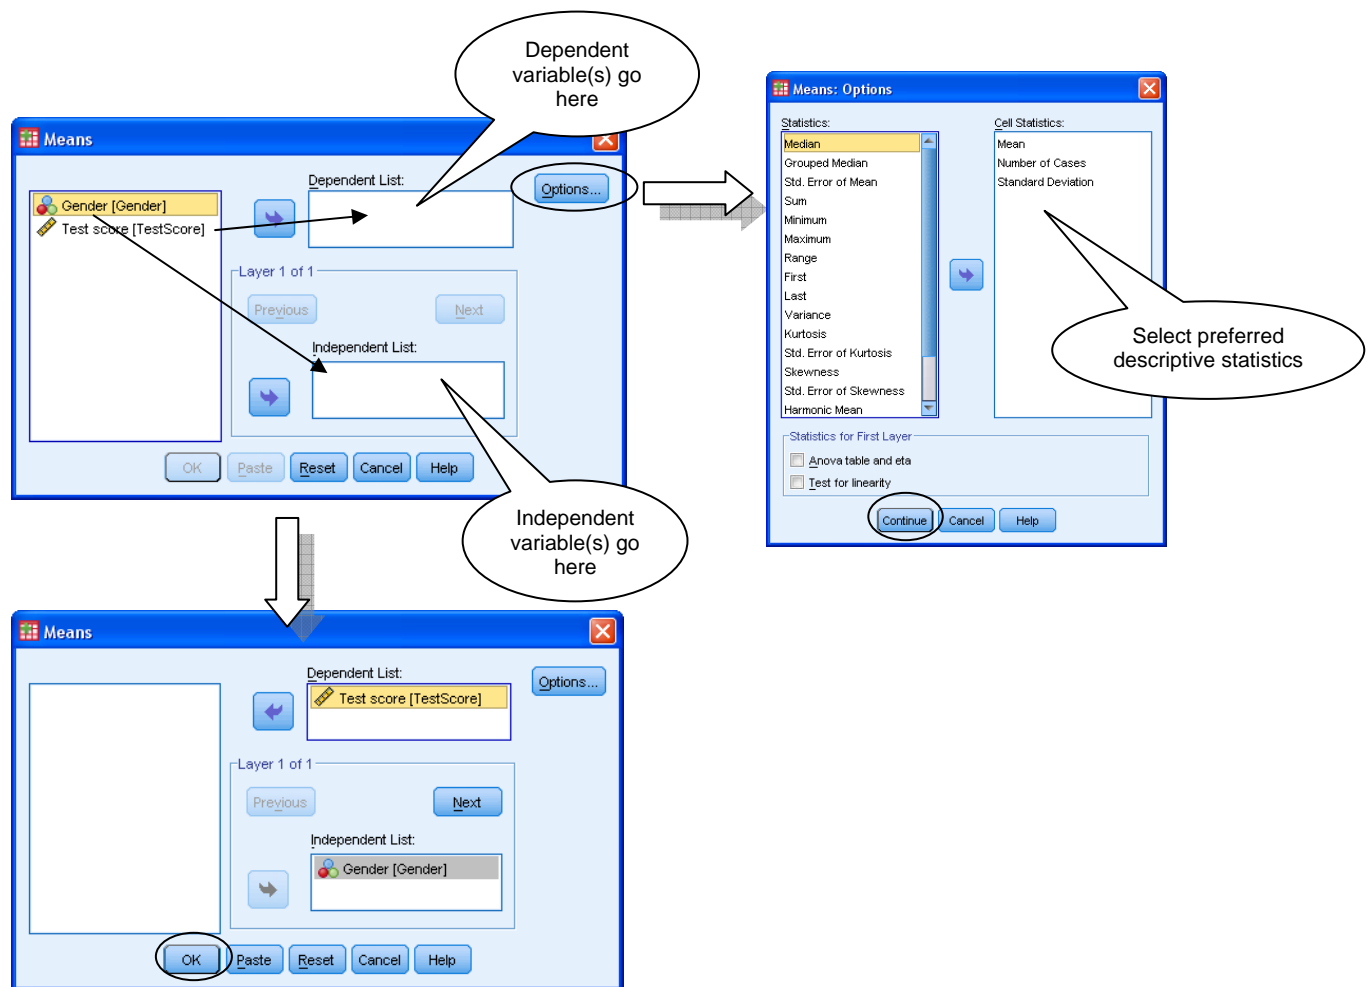 Dependent
variable(s) go
here
Means
Gender [Gender]
Test score [TestScore]
Dependent List:
Options...
Layer 1 of 1
Previous
Next
Independent List:
OK
Paste
Reset
Cancel
Help
Independent
variable(s) go
here
Means: Options
Statistics:
Median
Grouped Median
Std. Error of Mean
Sum
Minimum
Maximum
Range
First
Last
Variance
Kurtosis
Std. Error of Kurtosis
Skewness
Std. Error of Skewness
Harmonic Mean
Cell Statistics:
Mean
Number of Cases
Standard Deviation
Select preferred
descriptive statistics
Statistics for First Layer
Anova table and eta
Test for linearity
Continue
Cancel
Help
Means
Dependent List:
Test score [TestScore]
Options...
Layer 1 of 1
Previous
Next
Independent List:
Gender [Gender]
OK
Paste
Reset
Cancel
Help